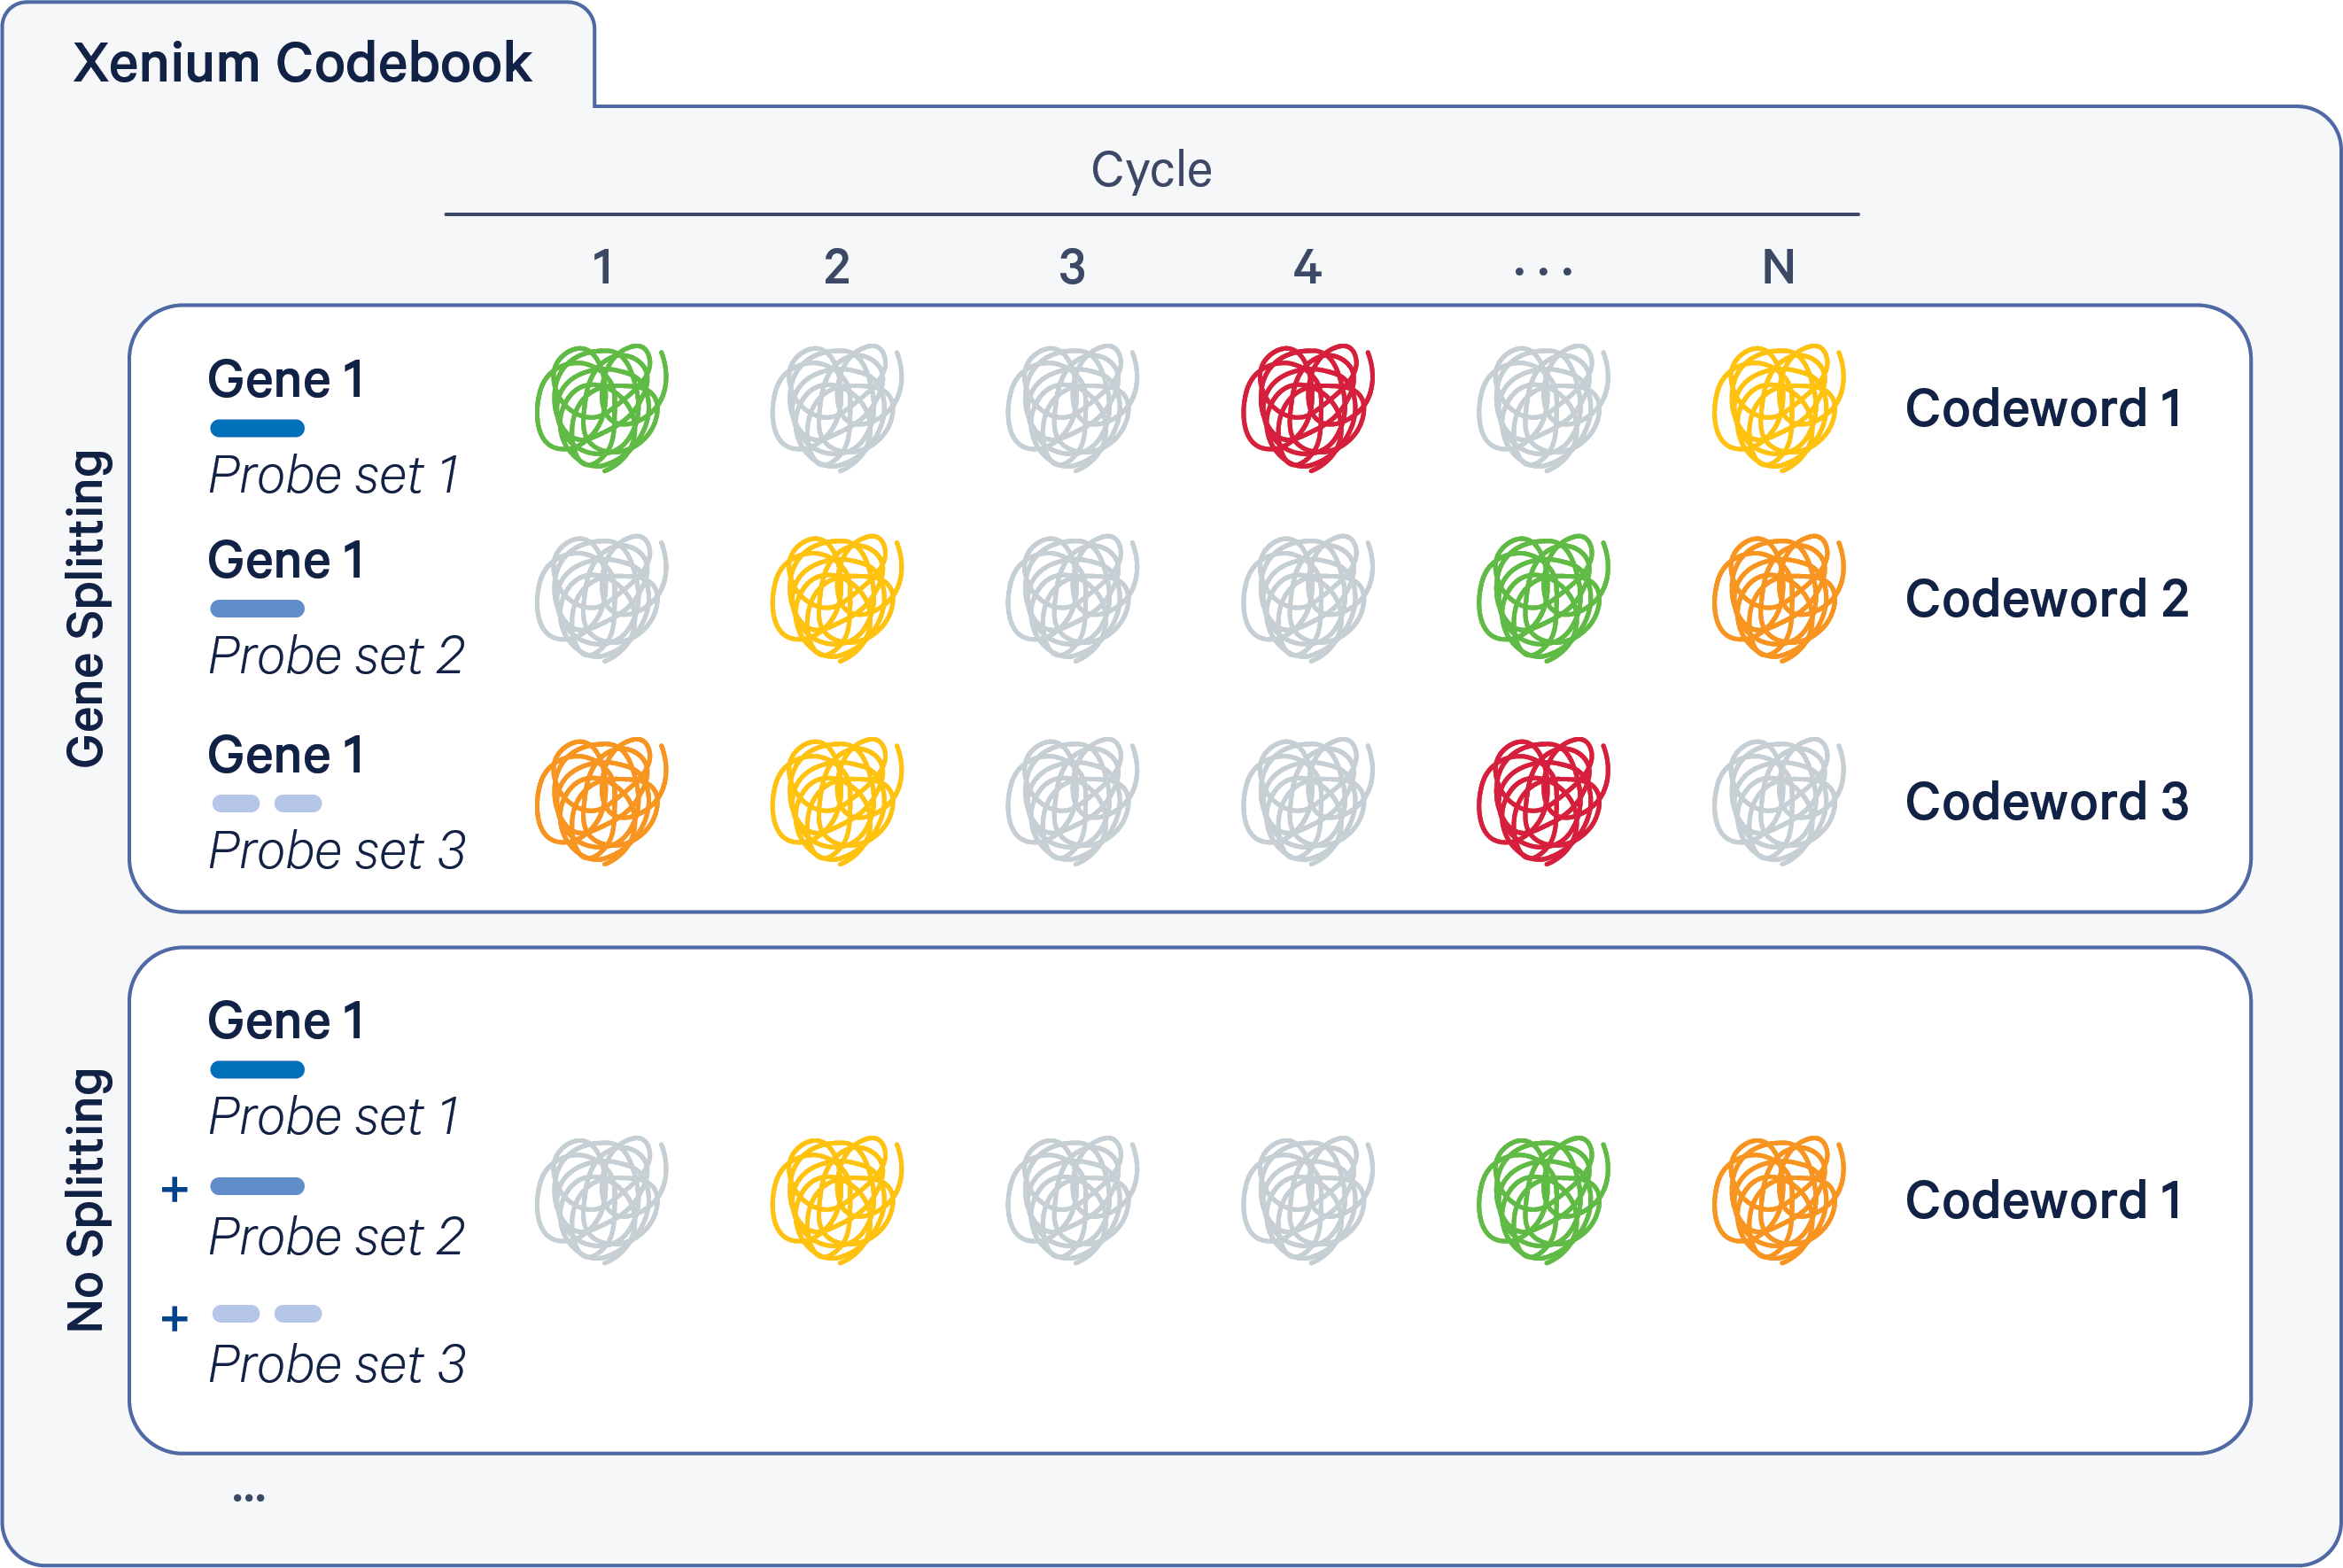 Xenium Codebook
Cycle
1 2 3 4 ... N
Gene Splitting
Gene 1
Probe set 1
Codeword 1
Gene 1
Probe set 2
Codeword 2
Gene 1
Probe set 3
Codeword 3
No Splitting
Gene 1
Probe set 1
+
Probe set 2
Codeword 1
+
Probe set 3
...